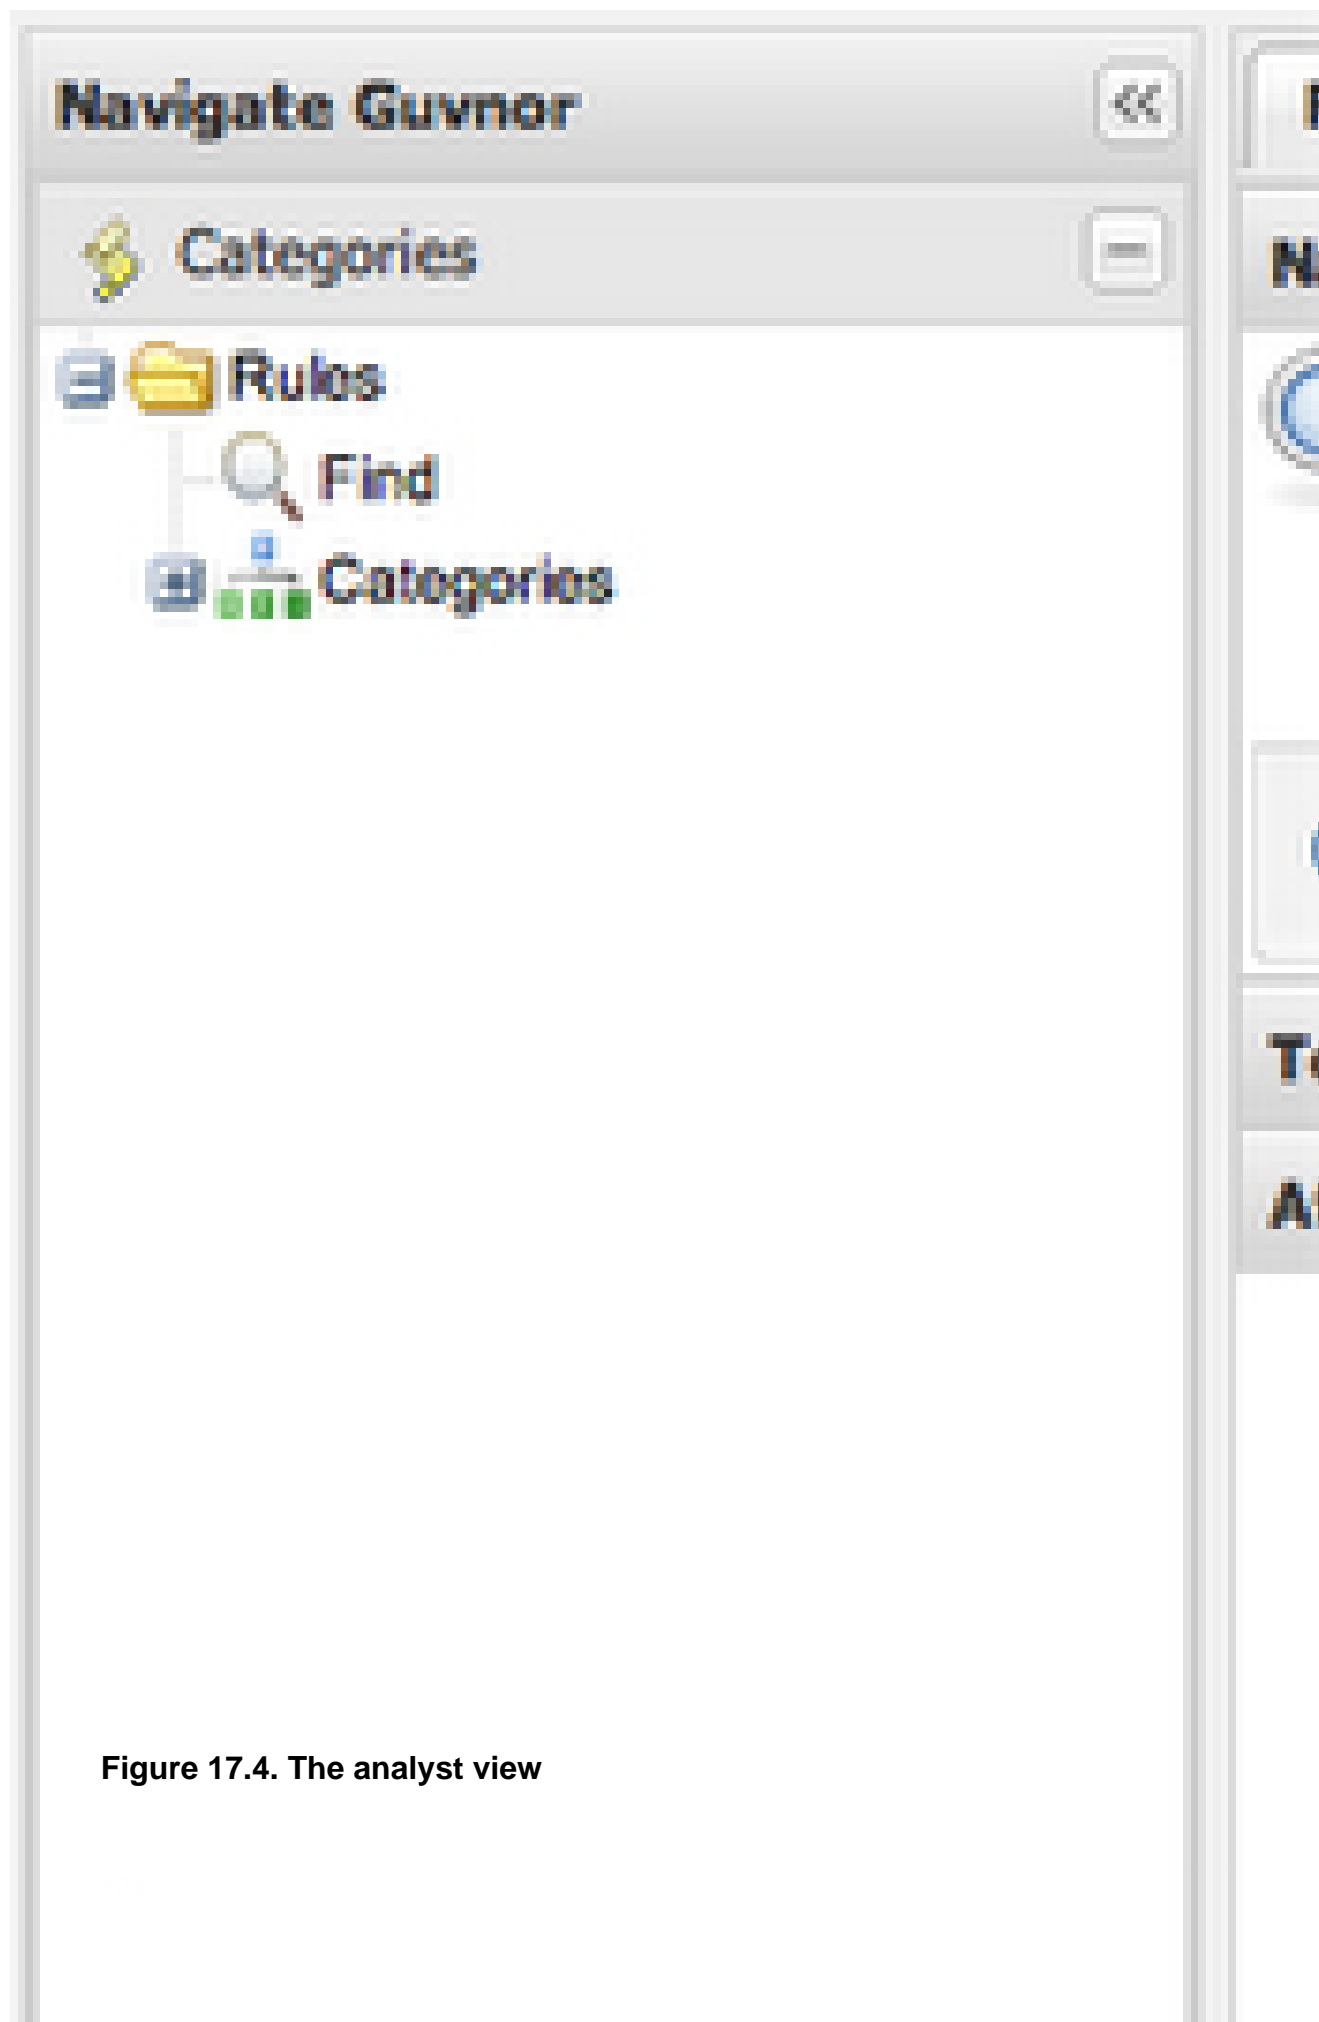 Navigate Guvnor
Categories
Rules
Find
Categories
Figure 17.4. The analyst view